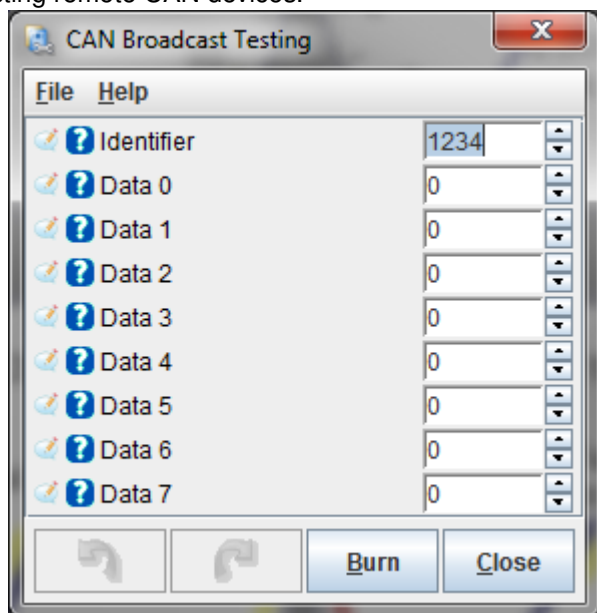 ting remote CAN devices.
CAN Broadcast Testing
File Help
Identifier 1234
Data 0 0
Data 1 0
Data 2 0
Data 3 0
Data 4 0
Data 5 0
Data 6 0
Data 7 0
Burn Close